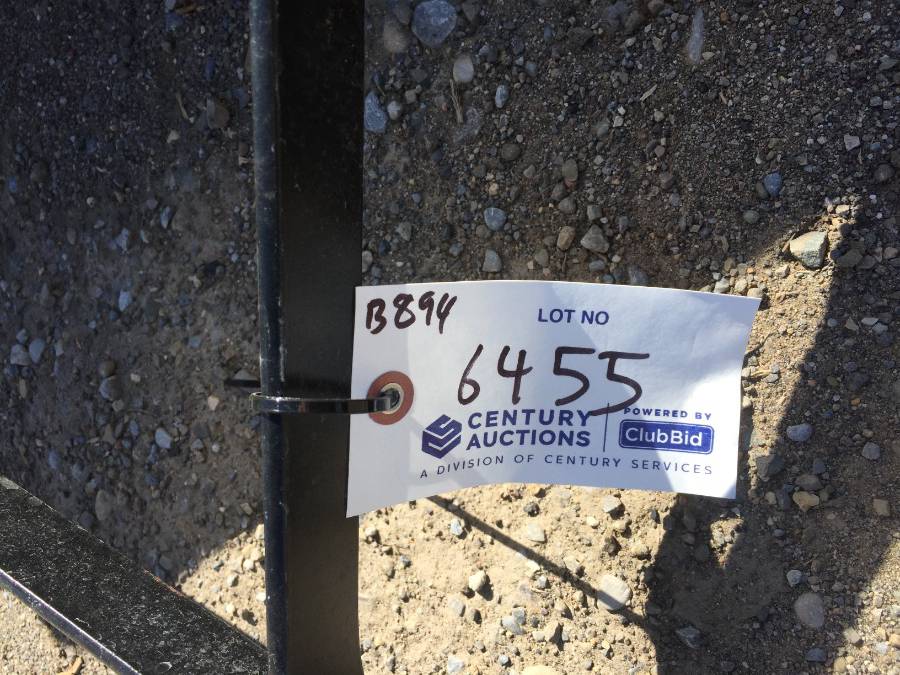 B894
LOT NO
6455
CENTURY AUCTIONS
POWERED BY
ClubBid
A DIVISION OF CENTURY SERVICES